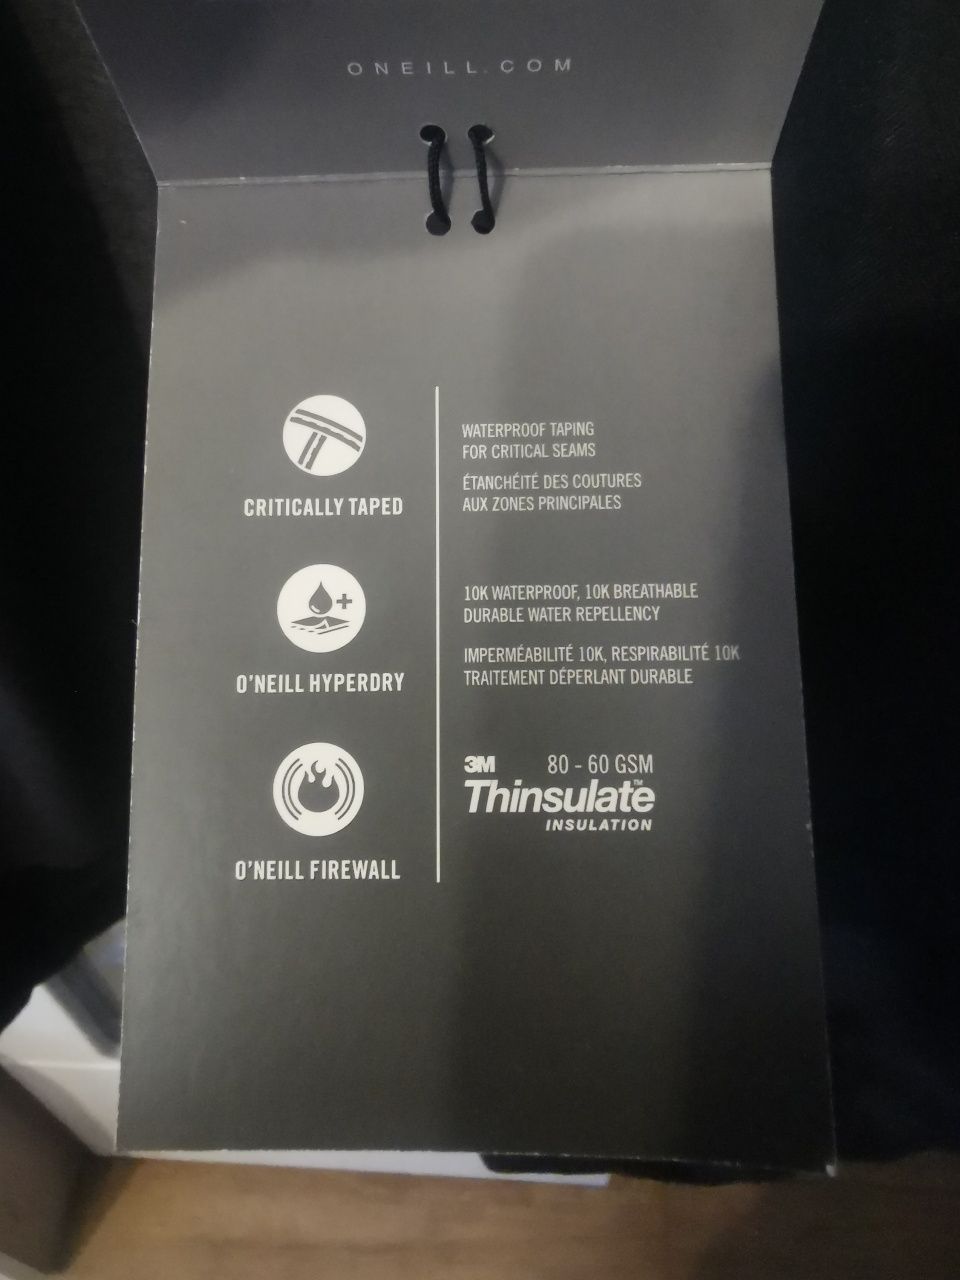 ONEILL.COM
CRITICALLY TAPED
WATERPROOF TAPING
FOR CRITICAL SEAMS
ÉTANCHÉITÉ DES COUTURES
AUX ZONES PRINCIPALES
O'NEILL HYPERDRY
10K WATERPROOF, 10K BREATHABLE
DURABLE WATER REPELLENCY
IMPERMÉABILITÉ 10K, RESPIRABILITÉ 10K
TRAITEMENT DÉPERLANT DURABLE
O'NEILL FIREWALL
3M 80 - 60 GSM
Thinsulate™
INSULATION